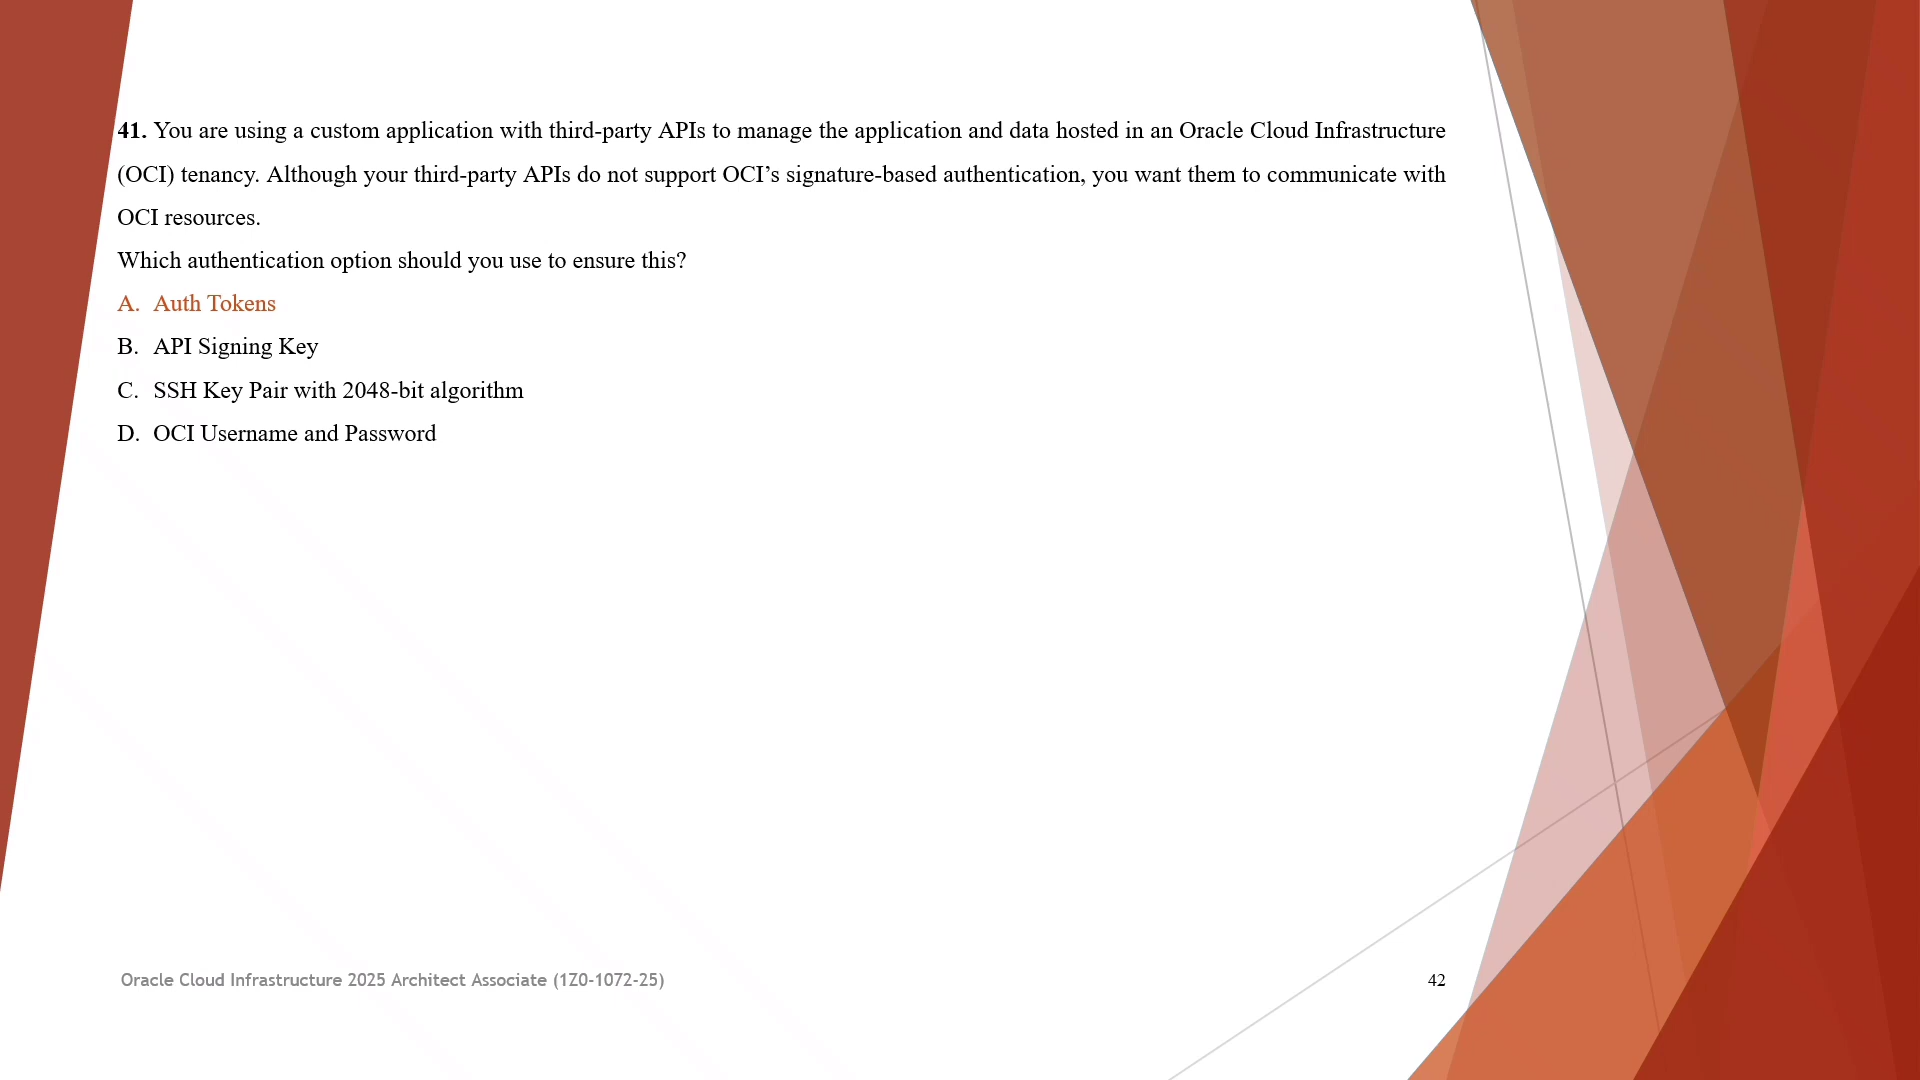 41. You are using a custom application with third-party APIs to manage the application and data hosted in an Oracle Cloud Infrastructure
(OCI) tenancy. Although your third-party APIs do not support OCI’s signature-based authentication, you want them to communicate with
OCI resources.
Which authentication option should you use to ensure this?
A. Auth Tokens
B. API Signing Key
C. SSH Key Pair with 2048-bit algorithm
D. OCI Username and Password
Oracle Cloud Infrastructure 2025 Architect Associate (1Z0-1072-25)
42